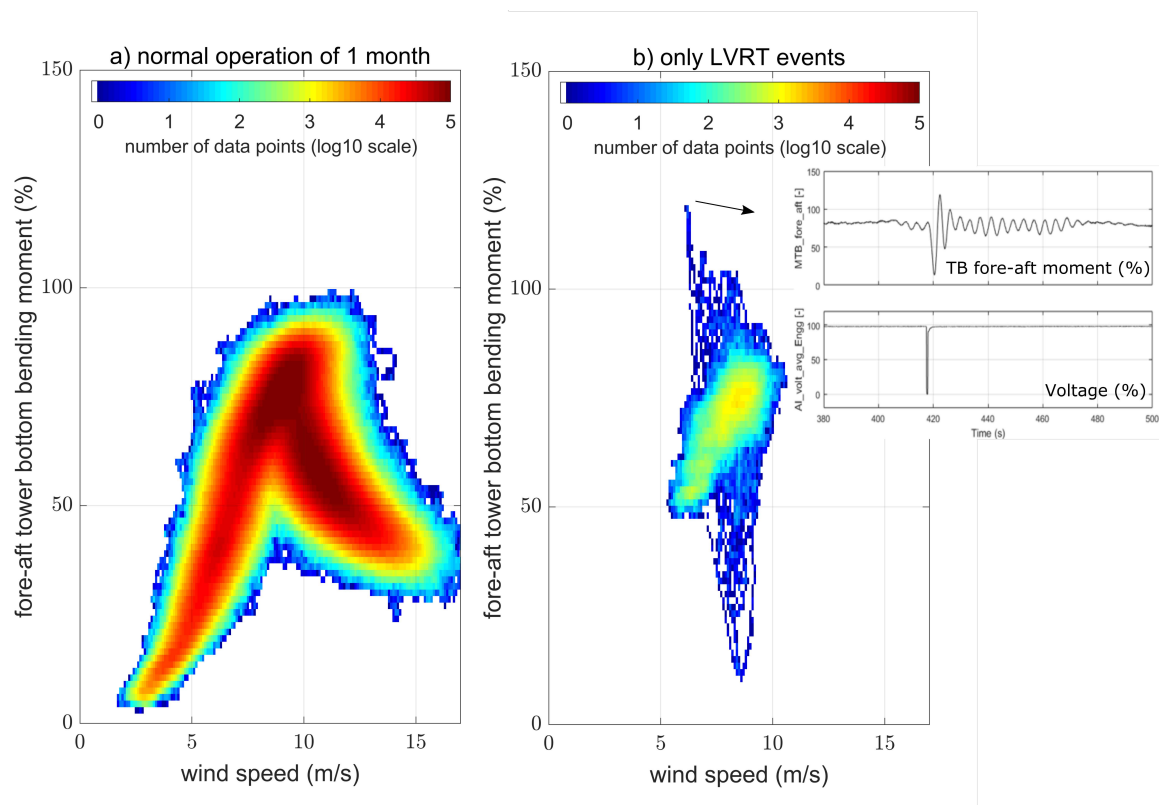 a) normal operation of 1 month
150
0 1 2 3 4 5
number of data points (log10 scale)
100
50
0
0 5 10 15
wind speed (m/s)
fore-aft tower bottom bending moment (%)
b) only LVRT events
150
0 1 2 3 4 5
number of data points (log10 scale)
100
50
0
0 5 10 15
wind speed (m/s)
fore-aft tower bottom bending moment (%)
150
100
50
0
MTB_fore_aft [-]
TB fore-aft moment (%)
100
50
0
AI_volt_avg_Engg [-]
Voltage (%)
380 400 420 440 460 480 500
Time (s)